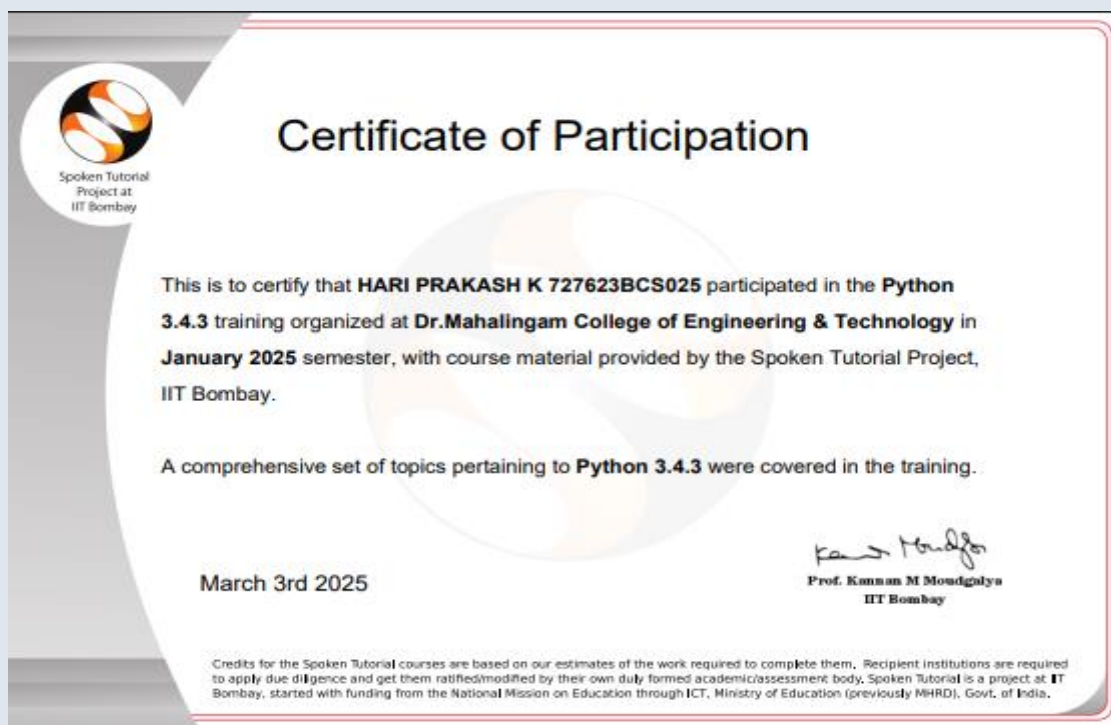 Spoken Tutorial
Project at
IIT Bombay
Certificate of Participation
This is to certify that HARI PRAKASH K 727623BCS025 participated in the Python
3.4.3 training organized at Dr.Mahalingam College of Engineering & Technology in
January 2025 semester, with course material provided by the Spoken Tutorial Project,
IIT Bombay.
A comprehensive set of topics pertaining to Python 3.4.3 were covered in the training.
March 3rd 2025
Prof. Kannan M Moudgalya
IIT Bombay
Credits for the Spoken Tutorial courses are based on our estimates of the work required to complete them. Recipient institutions are required
to apply due diligence and get them ratified/modified by their own duly formed academic/assessment body. Spoken Tutorial is a project at IIT
Bombay, started with funding from the National Mission on Education through ICT, Ministry of Education (previously MHRD), Govt. of India.